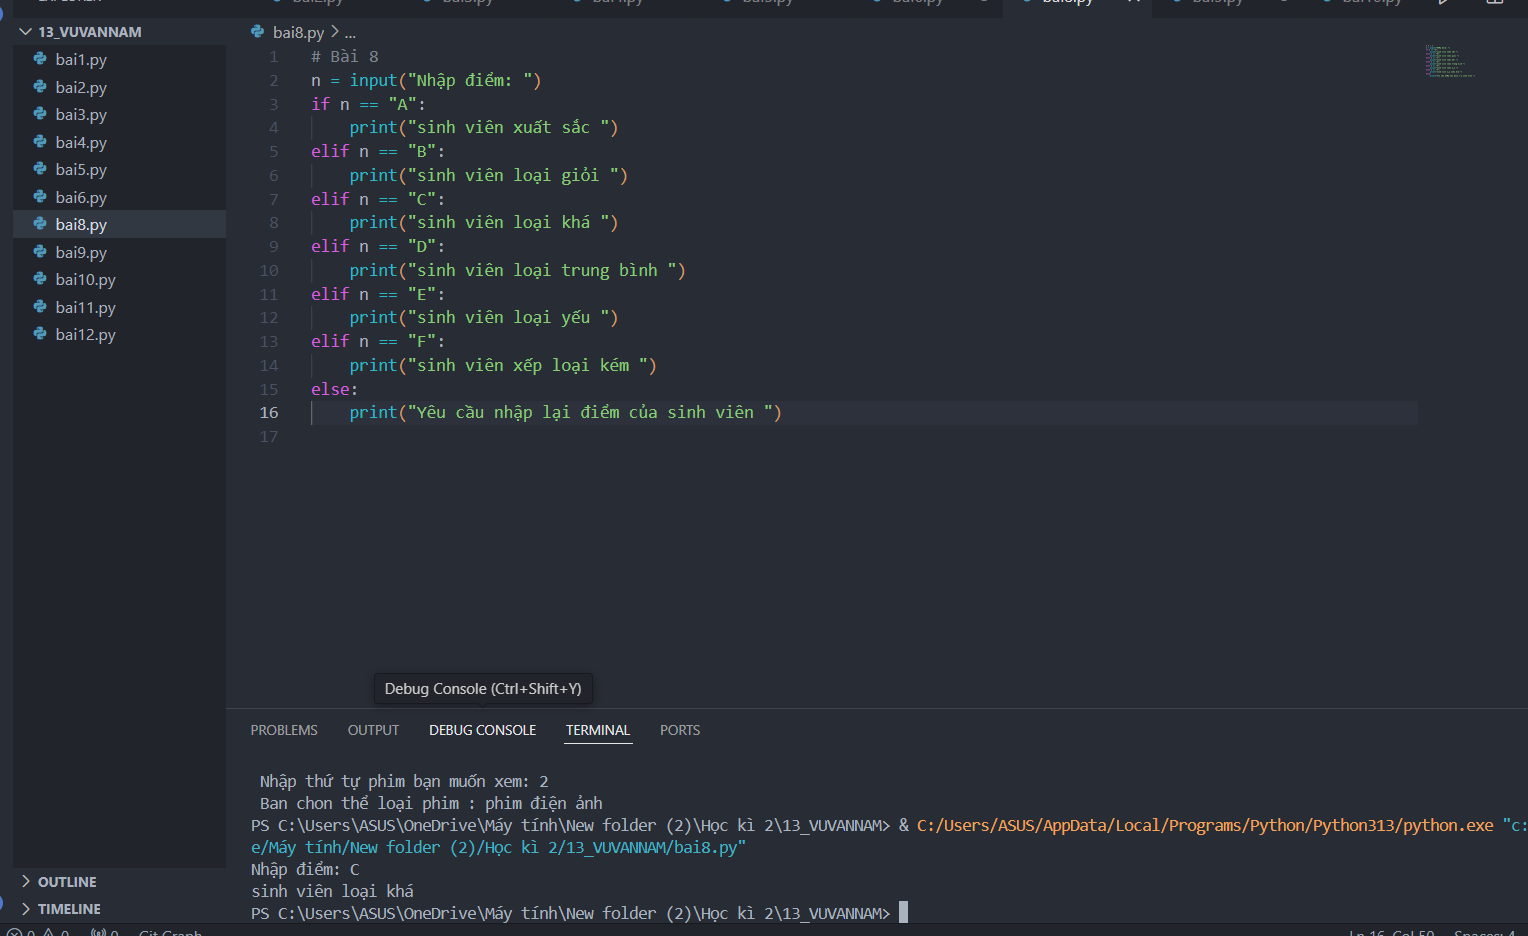 13_VUVANNAM
bai1.py
bai2.py
bai3.py
bai4.py
bai5.py
bai6.py
bai8.py
bai9.py
bai10.py
bai11.py
bai12.py
OUTLINE
TIMELINE
bai8.py > ...
1 # Bài 8
2 n = input("Nhập điểm: ")
3 if n == "A":
4 print("sinh viên xuất sắc ")
5 elif n == "B":
6 print("sinh viên loại giỏi ")
7 elif n == "C":
8 print("sinh viên loại khá ")
9 elif n == "D":
10 print("sinh viên loại trung bình ")
11 elif n == "E":
12 print("sinh viên loại yếu ")
13 elif n == "F":
14 print("sinh viên xếp loại kém ")
15 else:
16 print("Yêu cầu nhập lại điểm của sinh viên ")
17
Debug Console (Ctrl+Shift+Y)
PROBLEMS OUTPUT DEBUG CONSOLE TERMINAL PORTS
Nhập thứ tự phim bạn muốn xem: 2
Ban chon thể loại phim : phim điện ảnh
PS C:\Users\ASUS\OneDrive\Máy tính\New folder (2)\Học kì 2\13_VUVANNAM> & C:/Users/ASUS/AppData/Local/Programs/Python/Python313/python.exe "c:
e/Máy tính/New folder (2)/Học kì 2/13_VUVANNAM/bai8.py"
Nhập điểm: C
sinh viên loại khá
PS C:\Users\ASUS\OneDrive\Máy tính\New folder (2)\Học kì 2\13_VUVANNAM>